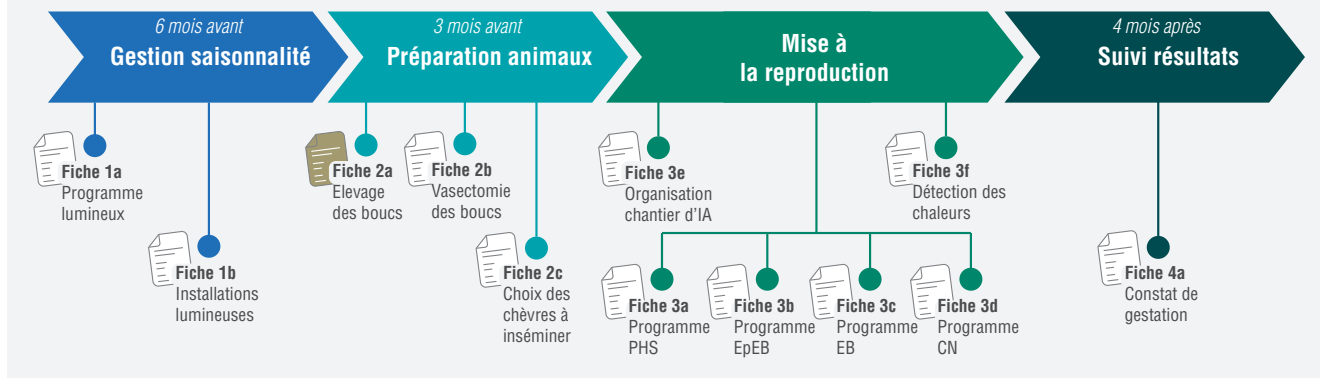 6 mois avant
Gestion saisonnalité
3 mois avant
Préparation animaux
Mise à
la reproduction
4 mois après
Suivi résultats
Fiche 1a
Programme
lumineux
Fiche 1b
Installations
lumineuses
Fiche 2a
Elevage
des boucs
Fiche 2b
Vasectomie
des boucs
Fiche 2c
Choix des
chèvres à
inséminer
Fiche 3e
Organisation
chantier d'IA
Fiche 3f
Détection des
chaleurs
Fiche 3a
Programme
PHS
Fiche 3b
Programme
EpEB
Fiche 3c
Programme
EB
Fiche 3d
Programme
CN
Fiche 4a
Constat de
gestation